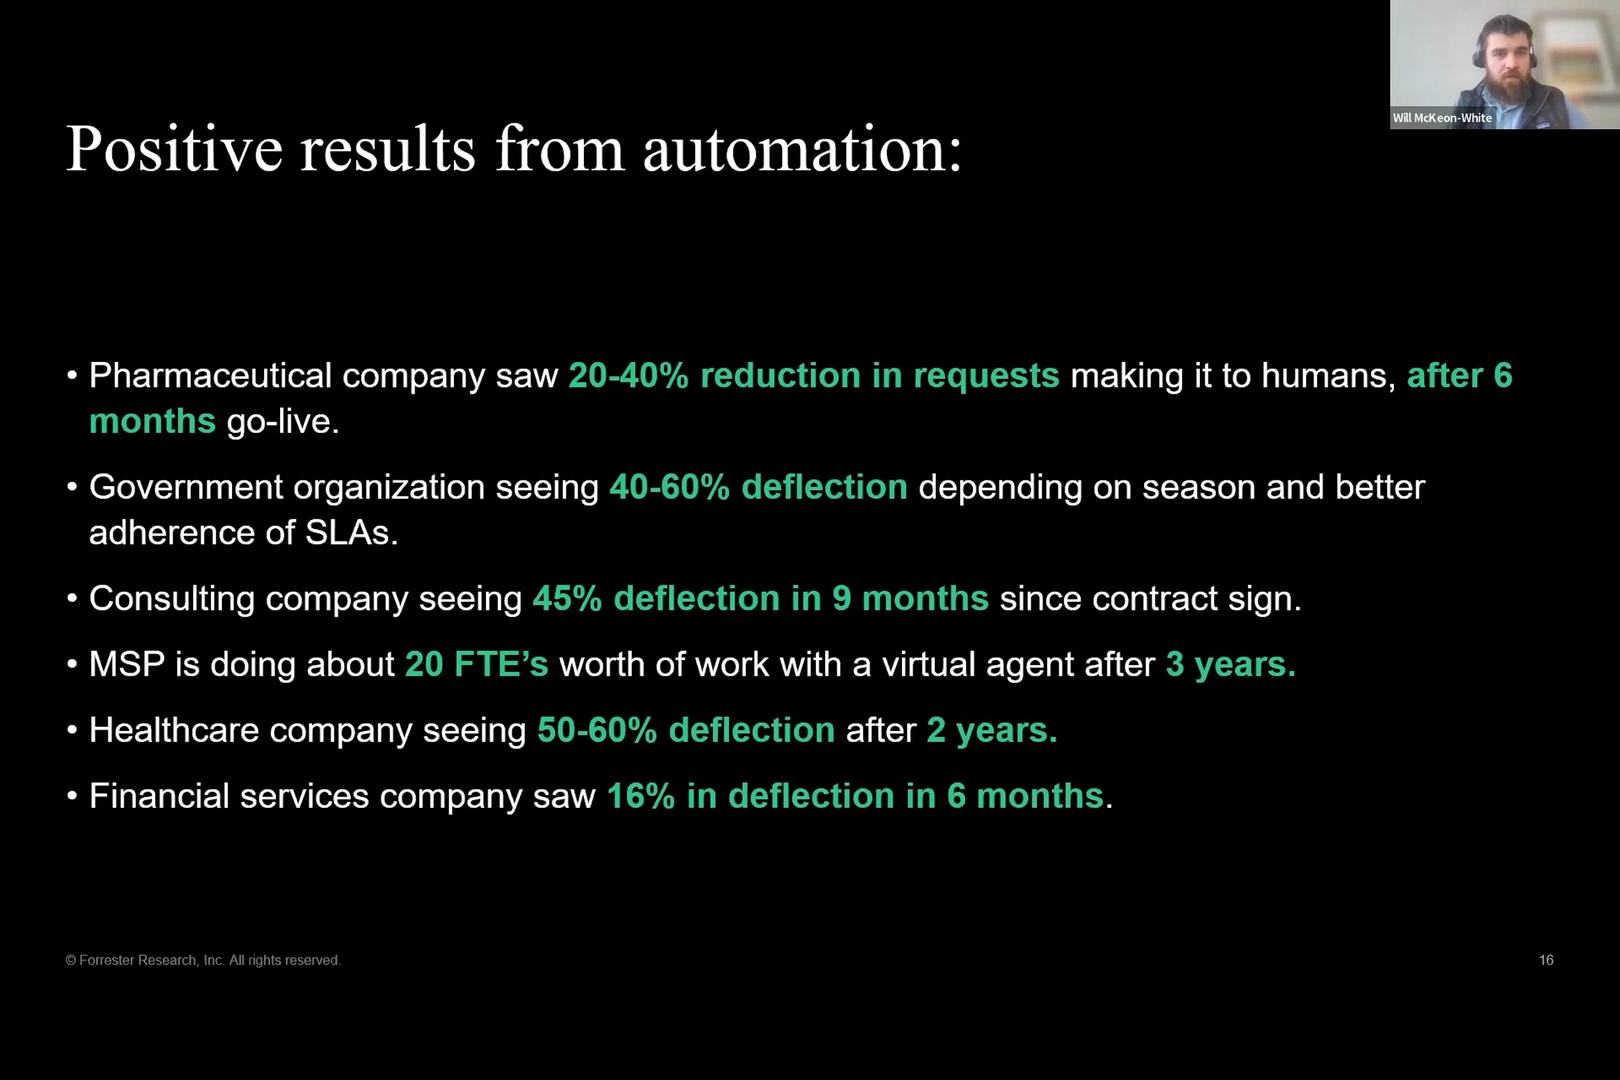 Will McKeon-White
Positive results from automation:
• Pharmaceutical company saw 20-40% reduction in requests making it to humans, after 6
months go-live.
• Government organization seeing 40-60% deflection depending on season and better
adherence of SLAs.
• Consulting company seeing 45% deflection in 9 months since contract sign.
• MSP is doing about 20 FTE’s worth of work with a virtual agent after 3 years.
• Healthcare company seeing 50-60% deflection after 2 years.
• Financial services company saw 16% in deflection in 6 months.
© Forrester Research, Inc. All rights reserved.
16